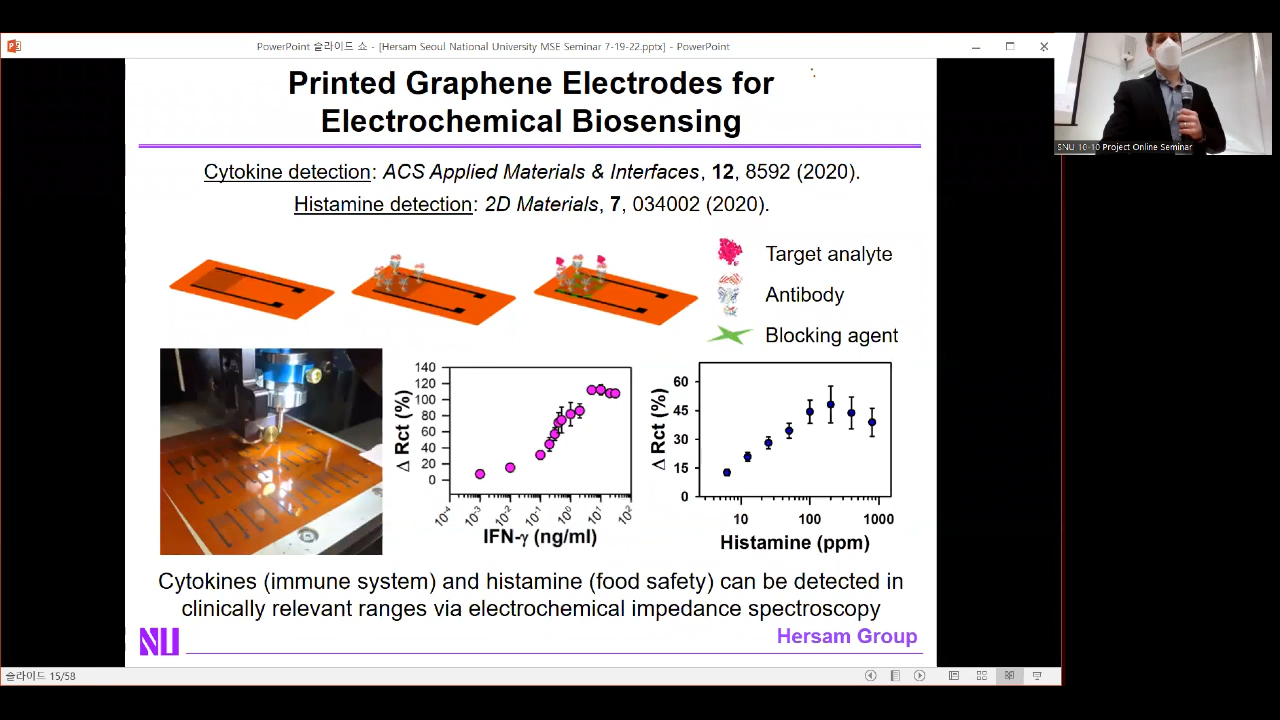 PowerPoint 슬라이드 쇼 - [Hersam Seoul National University MSE Seminar 7-19-22.pptx] - PowerPoint
Printed Graphene Electrodes for
Electrochemical Biosensing
Cytokine detection: ACS Applied Materials & Interfaces, 12, 8592 (2020).
Histamine detection: 2D Materials, 7, 034002 (2020).
Target analyte
Antibody
Blocking agent
Δ Rct (%)
140
120
100
80
60
40
20
0
10⁻⁴
10⁻³
10⁻²
10⁻¹
10⁰
10¹
10²
IFN-γ (ng/ml)
Δ Rct (%)
60
45
30
15
0
10
100
1000
Histamine (ppm)
Cytokines (immune system) and histamine (food safety) can be detected in
clinically relevant ranges via electrochemical impedance spectroscopy
NU
Hersam Group
슬라이드 15/58
SNU 10-10 Project Online Seminar